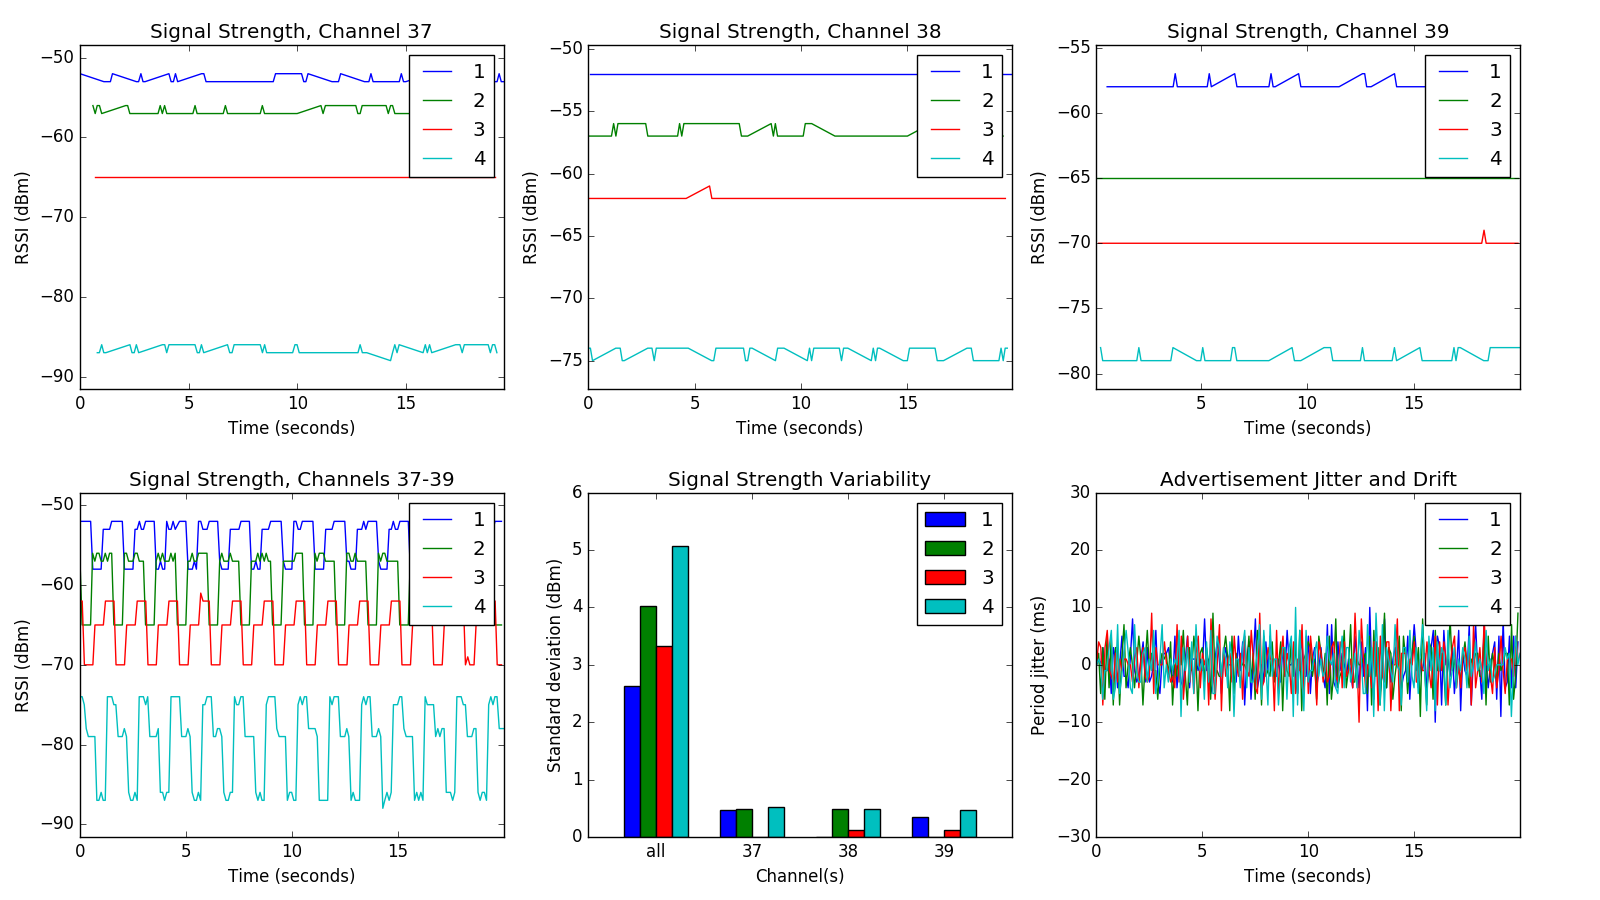 Signal Strength, Channel 37
−50
−60
−70
−80
−90
RSSI (dBm)
0 5 10 15
Time (seconds)
1
2
3
4
Signal Strength, Channel 38
−50
−55
−60
−65
−70
−75
RSSI (dBm)
0 5 10 15
Time (seconds)
1
2
3
4
Signal Strength, Channel 39
−55
−60
−65
−70
−75
−80
RSSI (dBm)
5 10 15
Time (seconds)
1
2
3
4
Signal Strength, Channels 37-39
−50
−60
−70
−80
−90
RSSI (dBm)
0 5 10 15
Time (seconds)
1
2
3
4
Signal Strength Variability
6
5
4
3
2
1
0
Standard deviation (dBm)
all 37 38 39
Channel(s)
1
2
3
4
Advertisement Jitter and Drift
30
20
10
0
−10
−20
−30
Period jitter (ms)
0 5 10 15
Time (seconds)
1
2
3
4